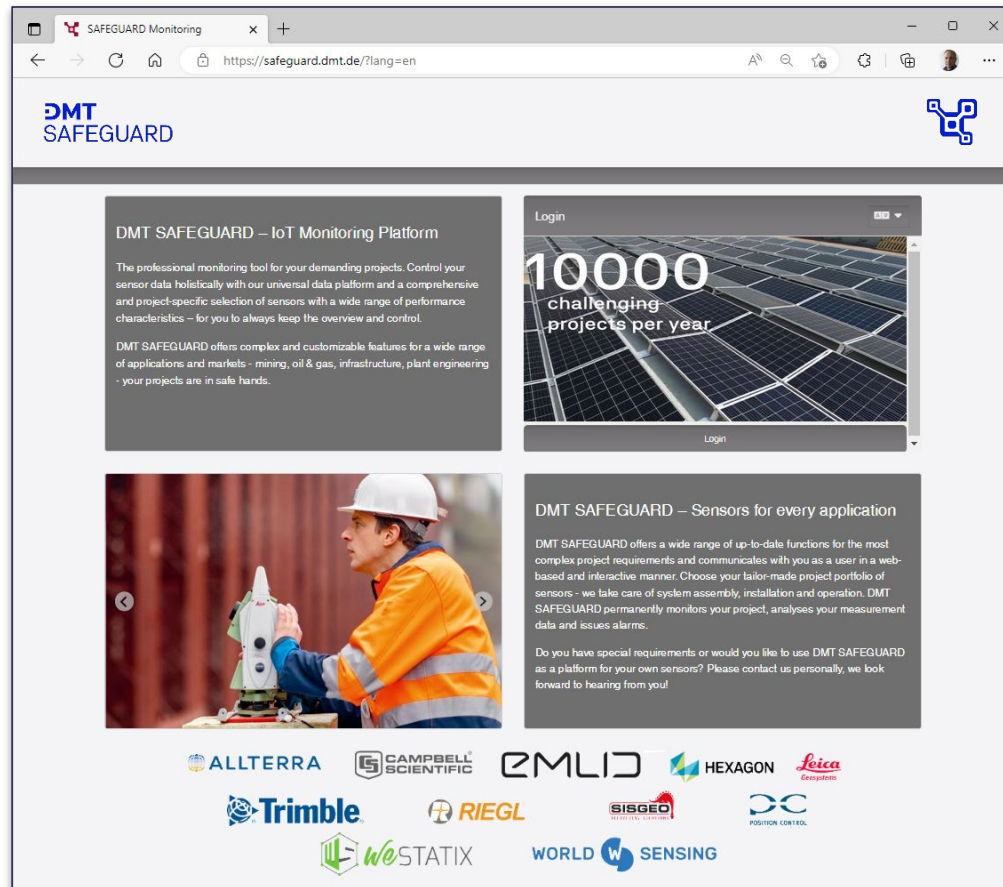 SAFEGUARD Monitoring
https://safeguard.dmt.de/?lang=en
DMT
SAFEGUARD
DMT SAFEGUARD – IoT Monitoring Platform
The professional monitoring tool for your demanding projects. Control your
sensor data holistically with our universal data platform and a comprehensive
and project-specific selection of sensors with a wide range of performance
characteristics – for you to always keep the overview and control.
DMT SAFEGUARD offers complex and customizable features for a wide range
of applications and markets - mining, oil & gas, infrastructure, plant engineering
- your projects are in safe hands.
Login
10000
challenging
projects per year
Login
Leica
DMT SAFEGUARD – Sensors for every application
DMT SAFEGUARD offers a wide range of up-to-date functions for the most
complex project requirements and communicates with you as a user in a web-
based and interactive manner. Choose your tailor-made project portfolio of
sensors - we take care of system assembly, installation and operation. DMT
SAFEGUARD permanently monitors your project, analyses your measurement
data and issues alarms.
Do you have special requirements or would you like to use DMT SAFEGUARD
as a platform for your own sensors? Please contact us personally, we look
forward to hearing from you!
ALLTERRA
CAMPBELL
SCIENTIFIC
EMLID
HEXAGON
Leica
Geosystems
Trimble
RIEGL
SISGEO
POSITION CONTROL
WeSTATIX
WORLD W SENSING